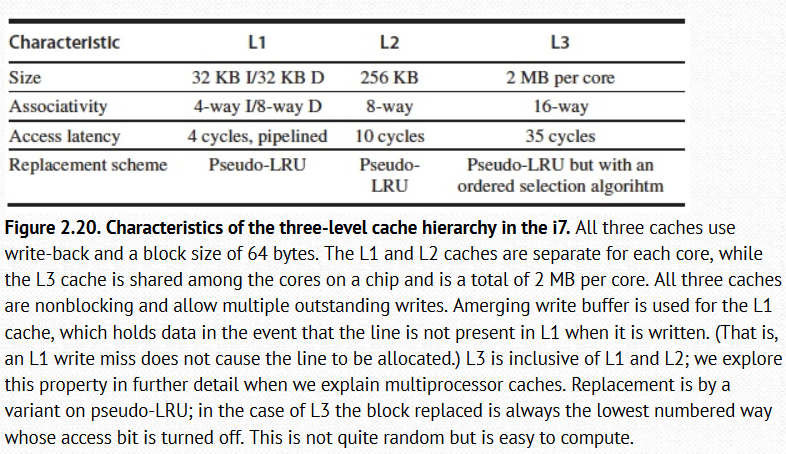 Characteristic L1 L2 L3
Size 32 KB I/32 KB D 256 KB 2 MB per core
Associativity 4-way I/8-way D 8-way 16-way
Access latency 4 cycles, pipelined 10 cycles 35 cycles
Replacement scheme Pseudo-LRU Pseudo- Pseudo-LRU but with an
LRU ordered selection algorihtm
Figure 2.20. Characteristics of the three-level cache hierarchy in the i7. All three caches use
write-back and a block size of 64 bytes. The L1 and L2 caches are separate for each core, while
the L3 cache is shared among the cores on a chip and is a total of 2 MB per core. All three caches
are nonblocking and allow multiple outstanding writes. Amerging write buffer is used for the L1
cache, which holds data in the event that the line is not present in L1 when it is written. (That is,
an L1 write miss does not cause the line to be allocated.) L3 is inclusive of L1 and L2; we explore
this property in further detail when we explain multiprocessor caches. Replacement is by a
variant on pseudo-LRU; in the case of L3 the block replaced is always the lowest numbered way
whose access bit is turned off. This is not quite random but is easy to compute.